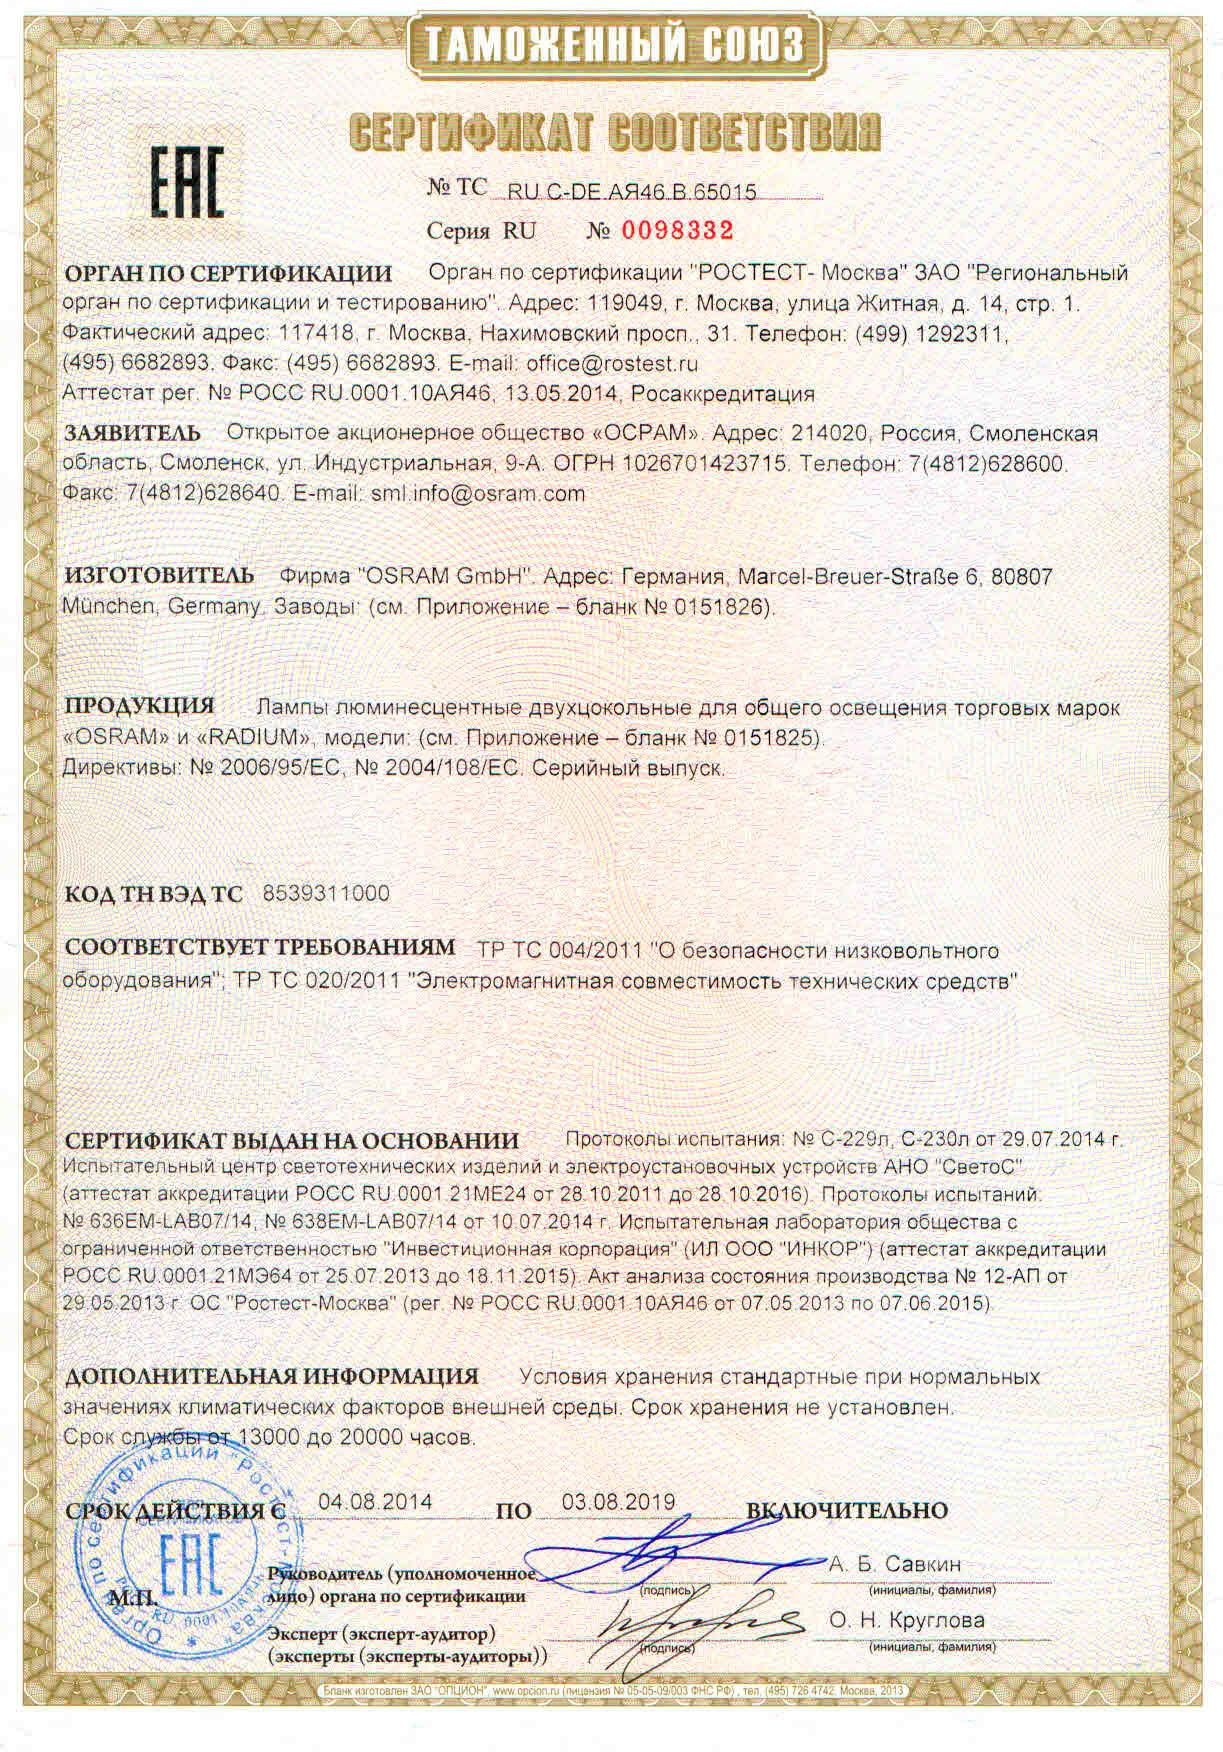 ТАМОЖЕННЫЙ СОЮЗ
СЕРТИФИКАТ СООТВЕТСТВИЯ
ЕАС
№ ТС RU C-DE.АЯ46.В.65015
Серия RU № 0098332
ОРГАН ПО СЕРТИФИКАЦИИ Орган по сертификации "РОСТЕСТ- Москва" ЗАО "Региональный
орган по сертификации и тестированию". Адрес: 119049, г. Москва, улица Житная, д. 14, стр. 1.
Фактический адрес: 117418, г. Москва, Нахимовский просп., 31. Телефон: (499) 1292311,
(495) 6682893. Факс: (495) 6682893. E-mail: office@rostest.ru
Аттестат рег. № РОСС RU.0001.10АЯ46, 13.05.2014, Росаккредитация
ЗАЯВИТЕЛЬ Открытое акционерное общество «ОСРАМ». Адрес: 214020, Россия, Смоленская
область, Смоленск, ул. Индустриальная, 9-А. ОГРН 1026701423715. Телефон: 7(4812)628600.
Факс: 7(4812)628640. E-mail: sml.info@osram.com
ИЗГОТОВИТЕЛЬ Фирма "OSRAM GmbH". Адрес: Германия, Marcel-Breuer-Straße 6, 80807
München, Germany. Заводы: (см. Приложение – бланк № 0151826).
ПРОДУКЦИЯ Лампы люминесцентные двухцокольные для общего освещения торговых марок
«OSRAM» и «RADIUM», модели: (см. Приложение – бланк № 0151825).
Директивы: № 2006/95/ЕС, № 2004/108/ЕС. Серийный выпуск.
КОД ТН ВЭД ТС 8539311000
СООТВЕТСТВУЕТ ТРЕБОВАНИЯМ ТР ТС 004/2011 "О безопасности низковольтного
оборудования"; ТР ТС 020/2011 "Электромагнитная совместимость технических средств"
СЕРТИФИКАТ ВЫДАН НА ОСНОВАНИИ Протоколы испытания: № С-229л, С-230л от 29.07.2014 г.
Испытательный центр светотехнических изделий и электроустановочных устройств АНО "СветоС"
(аттестат аккредитации РОСС RU.0001.21МЕ24 от 28.10.2011 до 28.10.2016). Протоколы испытаний:
№ 636ЕМ-LAB07/14, № 638ЕМ-LAB07/14 от 10.07.2014 г. Испытательная лаборатория общества с
ограниченной ответственностью "Инвестиционная корпорация" (ИЛ ООО "ИНКОР") (аттестат аккредитации
РОСС RU.0001.21МЭ64 от 25.07.2013 до 18.11.2015). Акт анализа состояния производства № 12-АП от
29.05.2013 г. ОС "Ростест-Москва" (рег. № РОСС RU.0001.10АЯ46 от 07.05.2013 по 07.06.2015).
ДОПОЛНИТЕЛЬНАЯ ИНФОРМАЦИЯ Условия хранения стандартные при нормальных
значениях климатических факторов внешней среды. Срок хранения не установлен.
Срок службы от 13000 до 20000 часов.
СРОК ДЕЙСТВИЯ С 04.08.2014 ПО 03.08.2019 ВКЛЮЧИТЕЛЬНО
Орган по сертификации "Ростест-Москва"
ЕАС
М.П.
Руководитель (уполномоченное
лицо) органа по сертификации
(подпись)
А. Б. Савкин
(инициалы, фамилия)
Эксперт (эксперт-аудитор)
(эксперты (эксперты-аудиторы))
(подпись)
О. Н. Круглова
(инициалы, фамилия)
Бланк изготовлен ЗАО "ОПЦИОН", www.opcion.ru (лицензия № 05-05-09/003 ФНС РФ), тел. (495) 726 4742, Москва, 2013